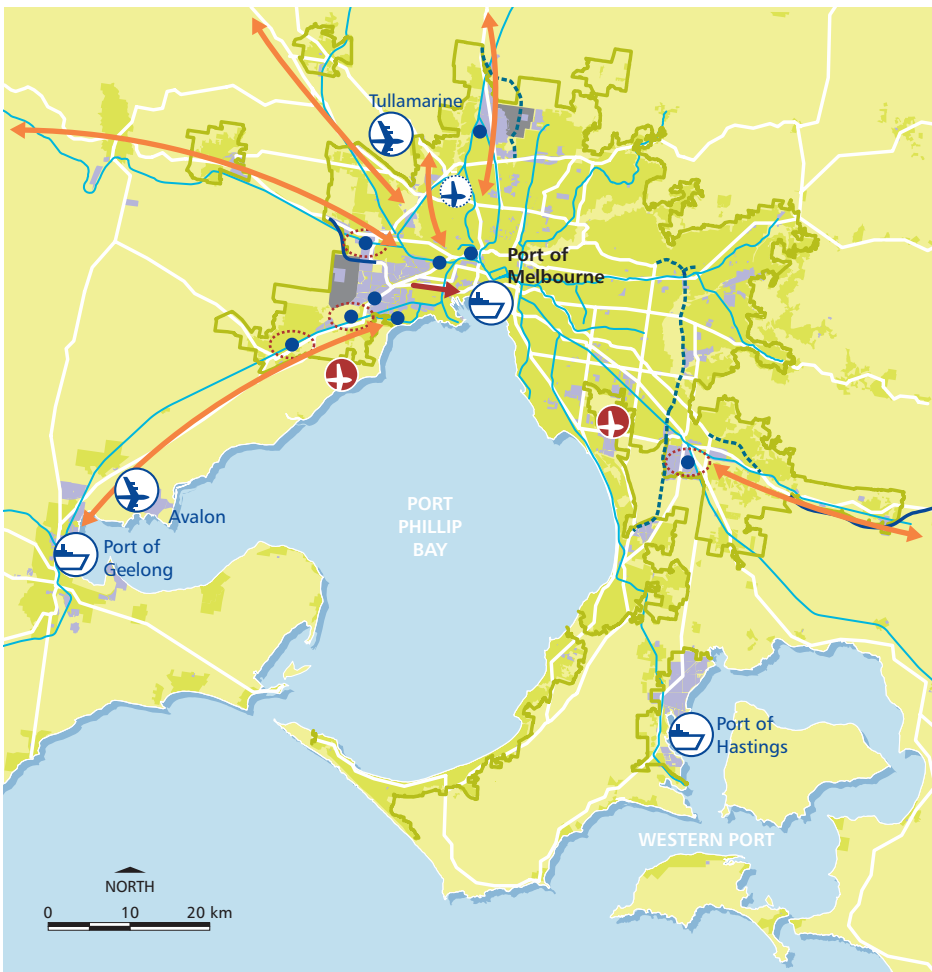 Tullamarine
Port of
Melbourne
Avalon
PORT
PHILLIP
BAY
Port of
Geelong
Port of
Hastings
WESTERN PORT
NORTH
0 10 20 km